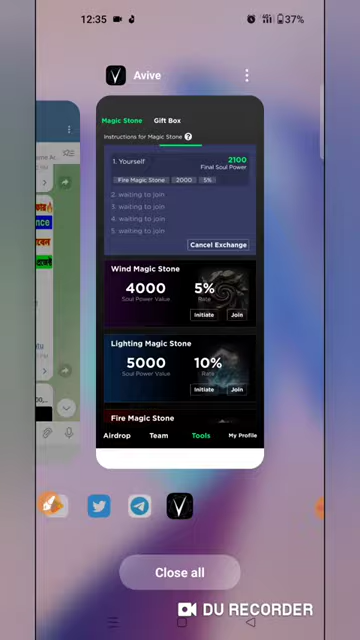 12:35
4G
37%
Avive
Magic Stone Gift Box
Instructions for Magic Stone ?
1. Yourself 2100
Final Soul Power
Fire Magic Stone 2000 5%
2. waiting to join
3. waiting to join
4. waiting to join
5. waiting to join
Cancel Exchange
Wind Magic Stone
4000 5%
Soul Power Value Rate
Initiate Join
Lighting Magic Stone
5000 10%
Soul Power Value Rate
Initiate Join
Fire Magic Stone
Airdrop Team Tools My Profile
Close all
DU RECORDER